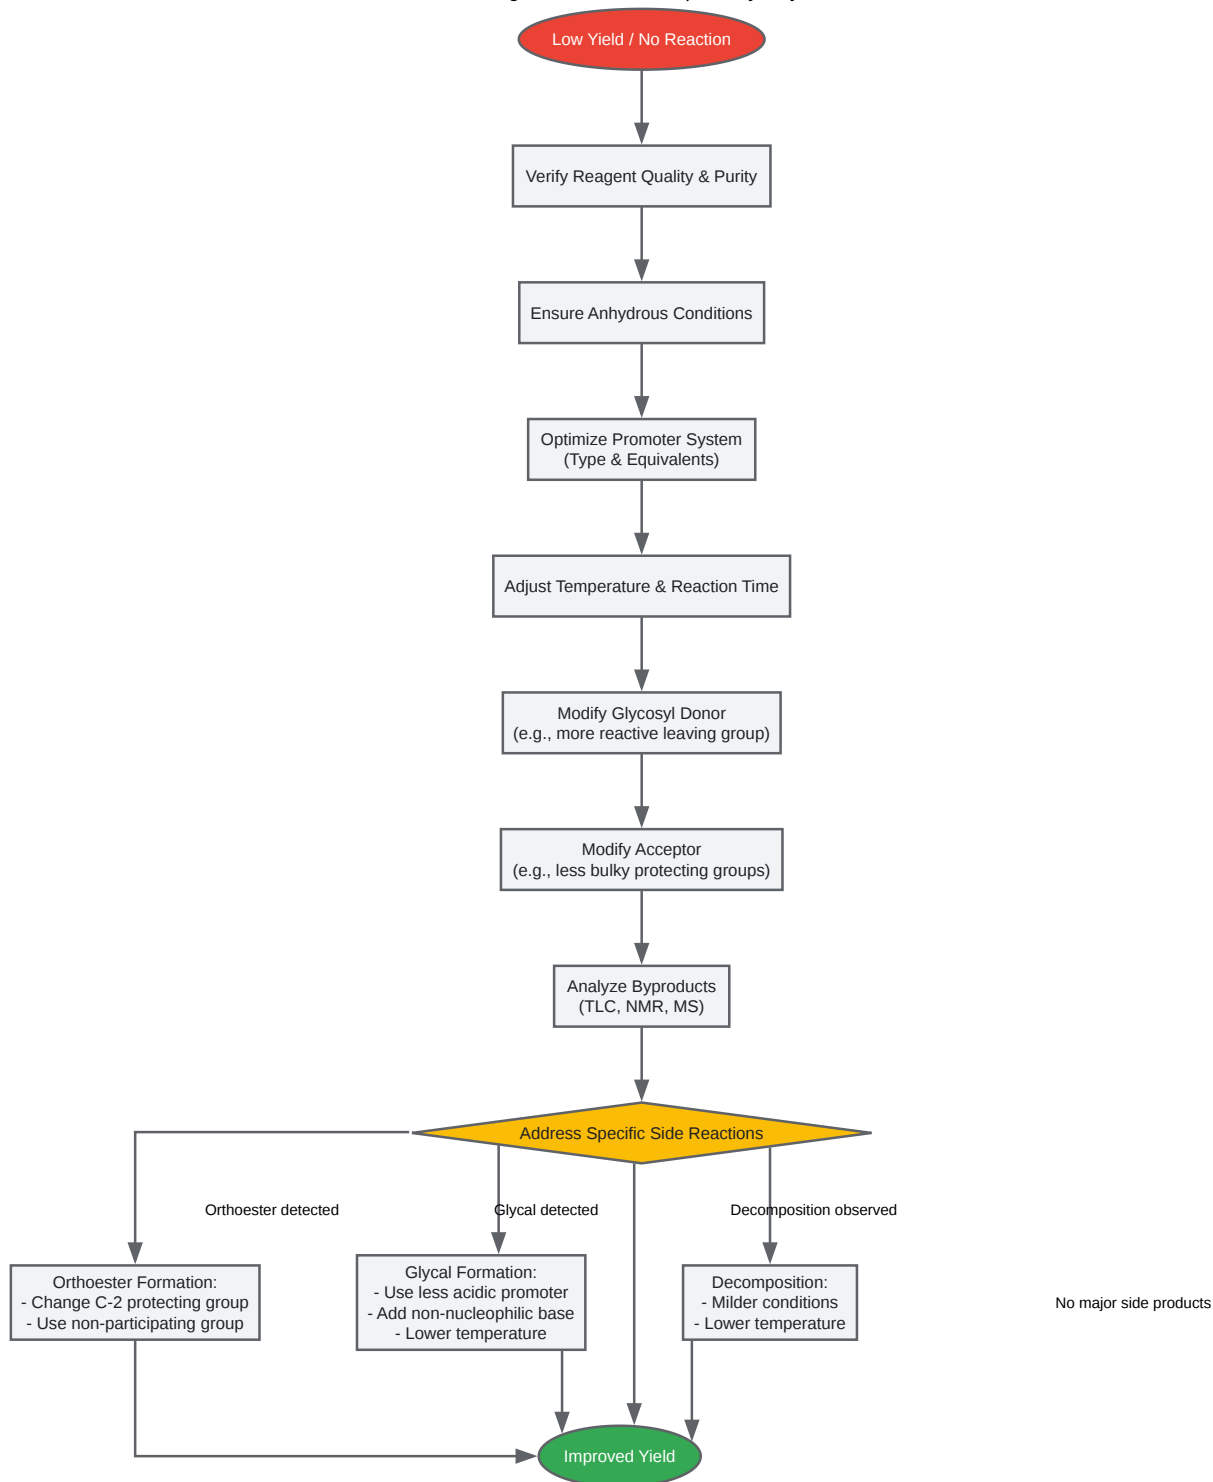 Low Yield / No Reaction
Verify Reagent Quality & Purity
Ensure Anhydrous Conditions
Optimize Promoter System
(Type & Equivalents)
Adjust Temperature & Reaction Time
Modify Glycosyl Donor
(e.g., more reactive leaving group)
Modify Acceptor
(e.g., less bulky protecting groups)
Analyze Byproducts
(TLC, NMR, MS)
Address Specific Side Reactions
Orthoester detected
Glycal detected
Decomposition observed
Orthoester Formation:
- Change C-2 protecting group
- Use non-participating group
Glycal Formation:
- Use less acidic promoter
- Add non-nucleophilic base
- Lower temperature
Decomposition:
- Milder conditions
- Lower temperature
No major side products
Improved Yield